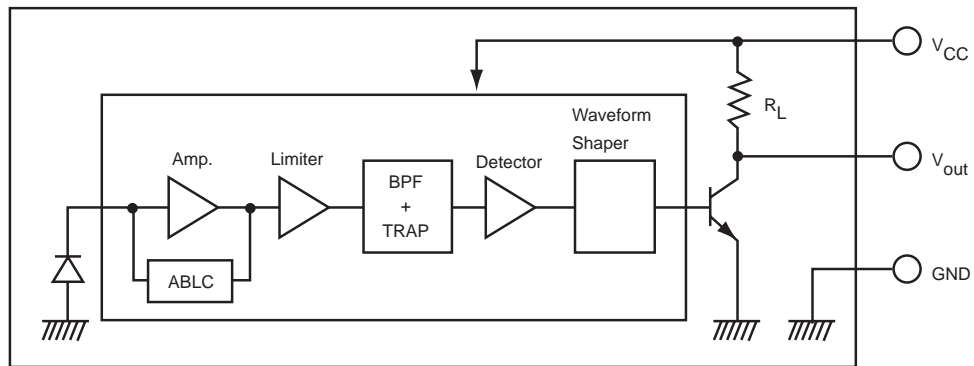 VCC
RL
Waveform
Shaper
Amp.
Limiter
Detector
Vout
BPF
+
TRAP
ABLC
GND